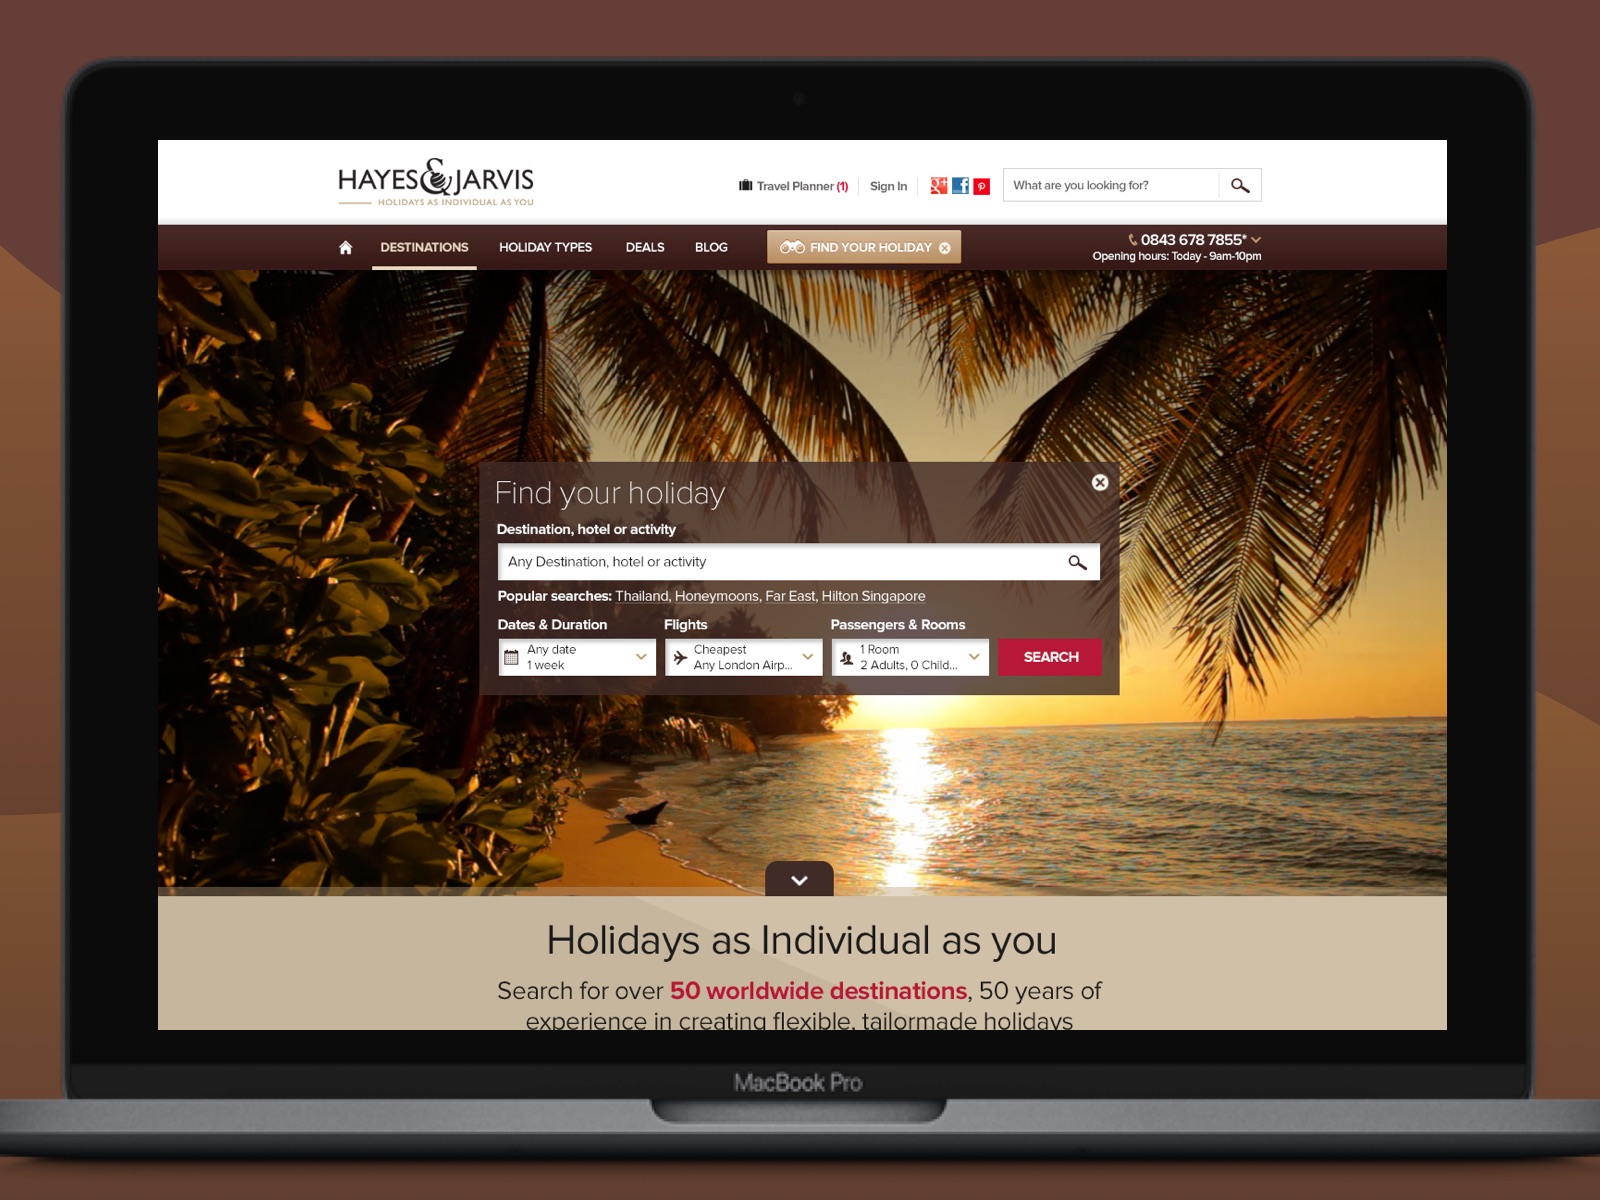 HAYES&JARVIS
HOLIDAYS AS INDIVIDUAL AS YOU
Travel Planner (1)
Sign In
g+
f
What are you looking for?
DESTINATIONS
HOLIDAY TYPES
DEALS
BLOG
FIND YOUR HOLIDAY
0843 678 7855*
Opening hours: Today - 9am-10pm
Find your holiday
Destination, hotel or activity
Any Destination, hotel or activity
Popular searches: Thailand, Honeymoons, Far East, Hilton Singapore
Dates & Duration
Flights
Passengers & Rooms
Any date
1 week
Cheapest
Any London Airp...
1 Room
2 Adults, 0 Child...
SEARCH
Holidays as Individual as you
Search for over 50 worldwide destinations, 50 years of
experience in creating flexible, tailormade holidays
MacBook Pro